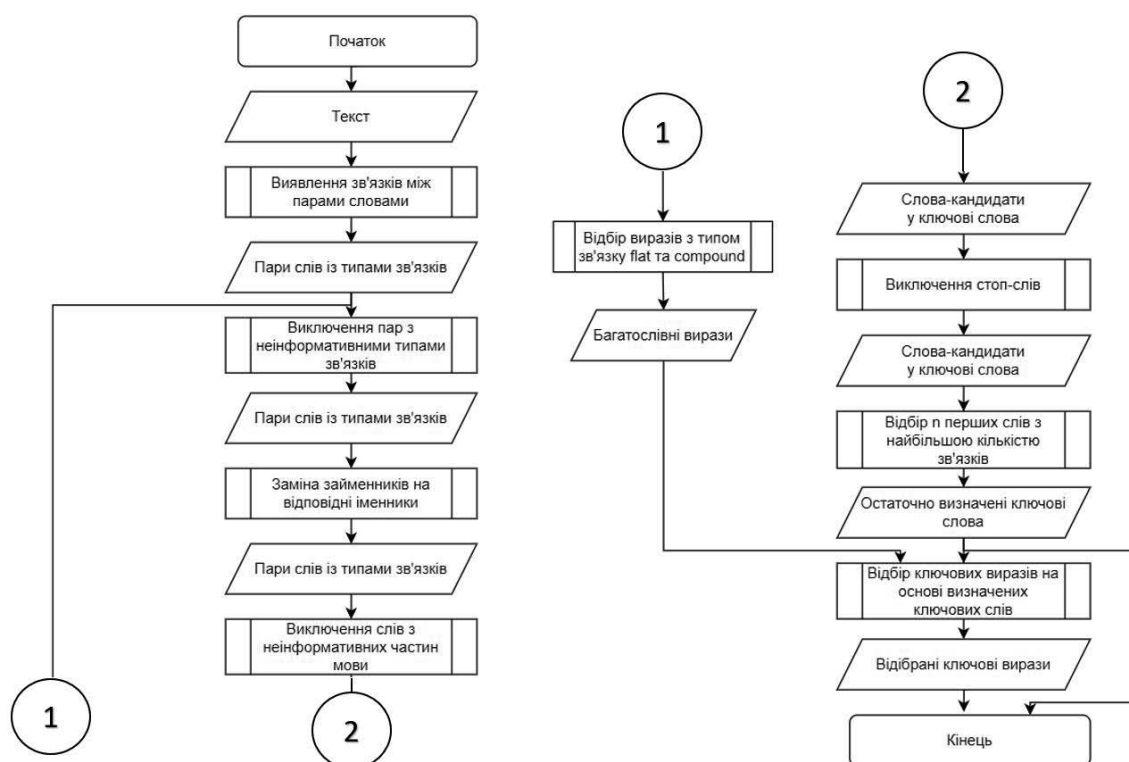 Початок
Текст
Виявлення зв'язків між
парами словами
Пари слів із типами зв'язків
Виключення пар з
неінформативними типами
зв'язків
Пари слів із типами зв'язків
Заміна займенників на
відповідні іменники
Пари слів із типами зв'язків
Виключення слів з
неінформативних частин
мови
1
2
1
Відбір виразів з типом
зв'язку flat та compound
Багатослівні вирази
2
Слова-кандидати
у ключові слова
Виключення стоп-слів
Слова-кандидати
у ключові слова
Відбір n перших слів з
найбільшою кількістю
зв'язків
Остаточно визначені ключові
слова
Відбір ключових виразів на
основі визначених
ключових слів
Відібрані ключові вирази
Кінець